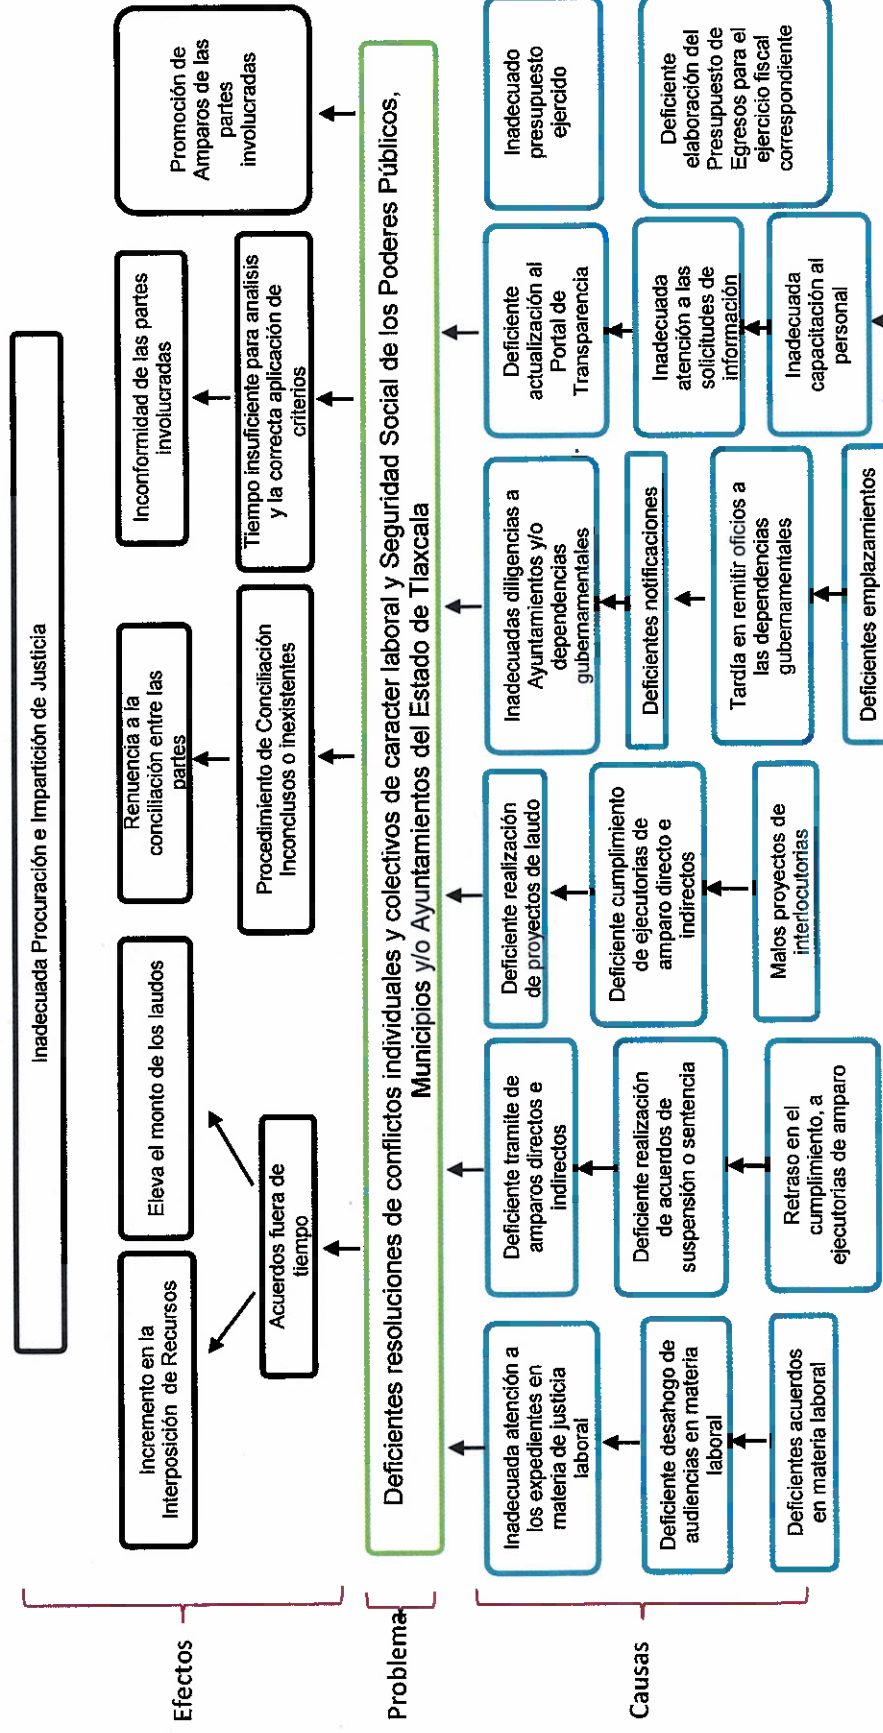 Inadecuada Procuración e Impartición de Justicia
Efectos
Incremento en la
Interposición de Recursos
Eleva el monto de los laudos
Renuencia a la
conciliación entre las
partes
Inconformidad de las partes
involucradas
Promoción de
Amparos de las
partes
involucradas
Acuerdos fuera de
tiempo
Procedimiento de Conciliación
Inconclusos o inexistentes
Tiempo insuficiente para analisis
y la correcta aplicación de
criterios
Problema
Deficientes resoluciones de conflictos individuales y colectivos de caracter laboral y Seguridad Social de los Poderes Públicos,
Municipios y/o Ayuntamientos del Estado de Tlaxcala
Causas
Inadecuada atención a
los expedientes en
materia de justicia
laboral
Deficiente desahogo de
audiencias en materia
laboral
Deficientes acuerdos
en materia laboral
Deficiente tramite de
amparos directos e
indirectos
Deficiente realización
de acuerdos de
suspensión o sentencia
Retraso en el
cumplimiento, a
ejecutorias de amparo
Deficiente realización
de proyectos de laudo
Deficiente cumplimiento
de ejecutorias de
amparo directo e
indirectos
Malos proyectos de
interlocutorias
Inadecuadas diligencias a
Ayuntamientos y/o
dependencias
gubernamentales
Deficientes notificaciones
Tardía en remitir oficios a
las dependencias
gubernamentales
Deficientes emplazamientos
Deficiente
actualización al
Portal de
Transparencia
Inadecuada
atención a las
solicitudes de
información
Inadecuada
capacitación al
personal
Inadecuado
presupuesto
ejercido
Deficiente
elaboración del
Presupuesto de
Egresos para el
ejercicio fiscal
correspondiente